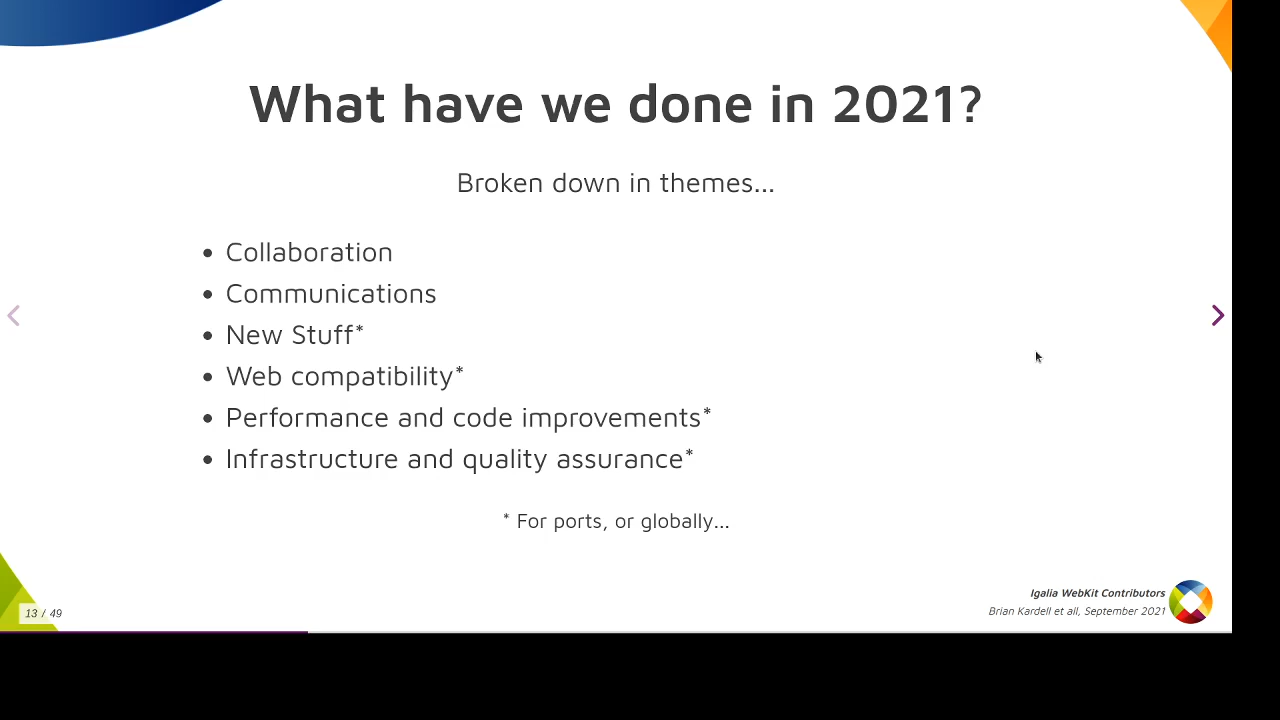 What have we done in 2021?
Broken down in themes...
• Collaboration
• Communications
• New Stuff*
• Web compatibility*
• Performance and code improvements*
• Infrastructure and quality assurance*
* For ports, or globally...
Igalia WebKit Contributors
Brian Kardell et all, September 2021
13 / 49